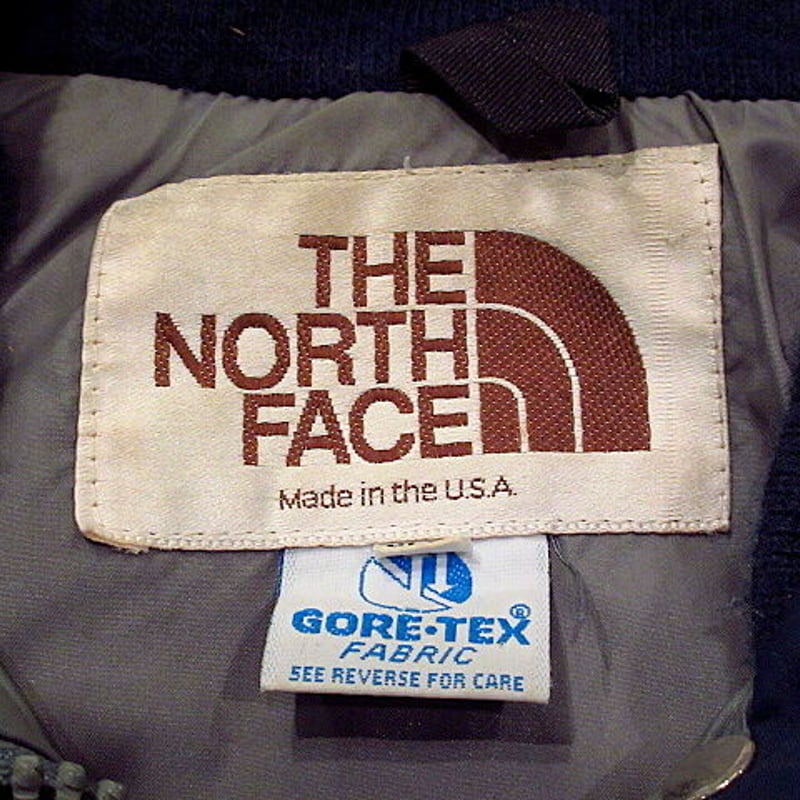 THE
NORTH
FACE
Made in the U.S.A.
GORE-TEX®
FABRIC
SEE REVERSE FOR CARE